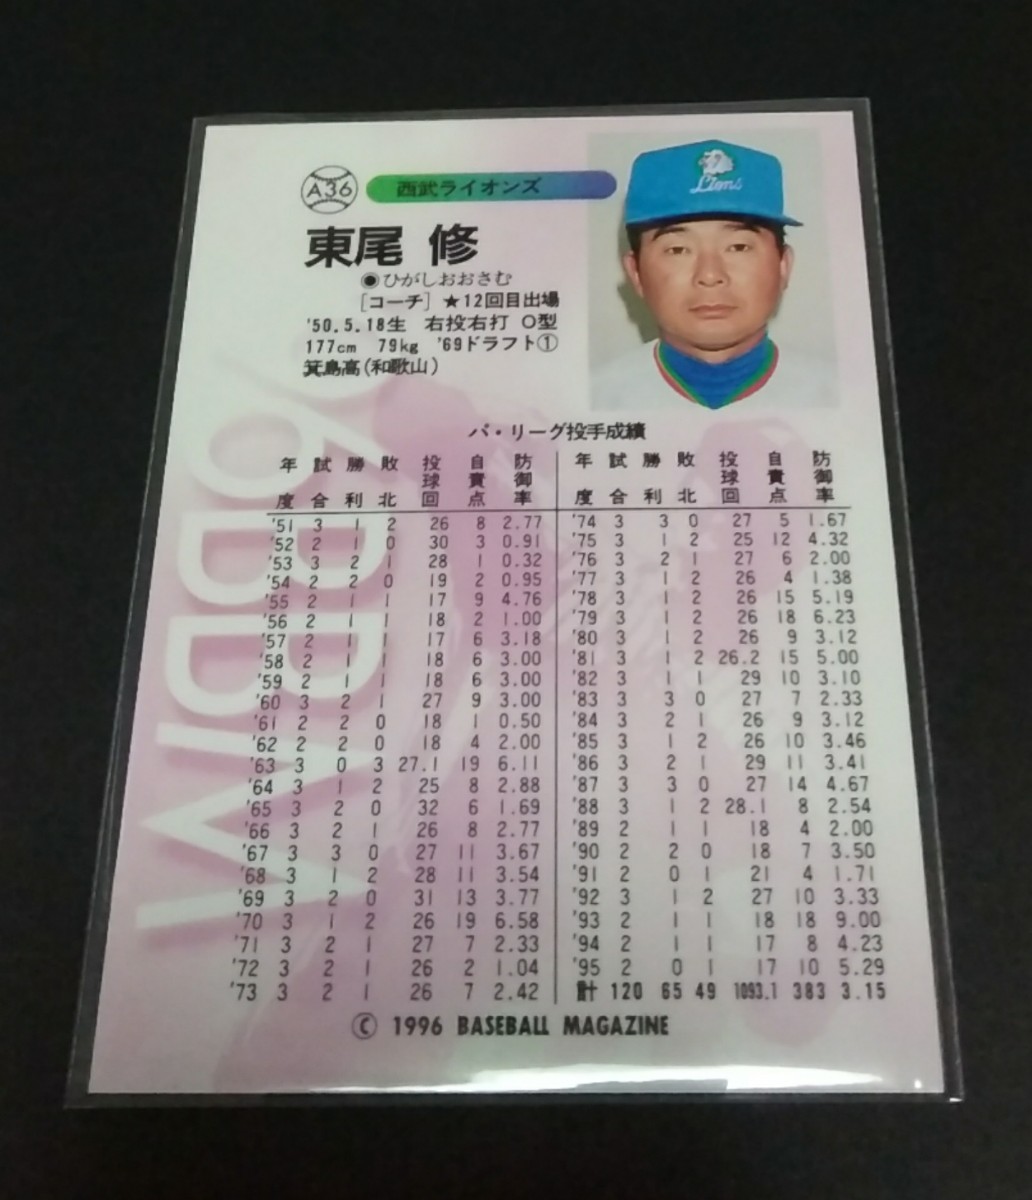 A36 西武ライオンズ
Lions
東尾 修
●ひがしおおさむ
[コーチ] ★12回目出場
'50.5.18生 右投右打 O型
177cm 79kg '69ドラフト①
箕島高(和歌山)
'96BBM
パ・リーグ投手成績
年度 試合 勝利 敗北 投球回 自責点 防御率
'51 3 1 2 26 8 2.77
'52 2 1 0 30 3 0.91
'53 3 2 1 28 1 0.32
'54 2 2 0 19 2 0.95
'55 2 1 1 17 9 4.76
'56 2 1 1 18 2 1.00
'57 2 1 1 17 6 3.18
'58 2 1 1 18 6 3.00
'59 2 1 1 18 6 3.00
'60 3 2 1 27 9 3.00
'61 2 2 0 18 1 0.50
'62 2 2 0 18 4 2.00
'63 3 0 3 27.1 19 6.11
'64 3 1 2 25 8 2.88
'65 3 2 0 32 6 1.69
'66 3 2 1 26 8 2.77
'67 3 3 0 27 11 3.67
'68 3 1 2 28 11 3.54
'69 3 2 0 31 13 3.77
'70 3 1 2 26 19 6.58
'71 3 2 1 27 7 2.33
'72 3 2 1 26 2 1.04
'73 3 2 1 26 7 2.42
年度 試合 勝利 敗北 投球回 自責点 防御率
'74 3 3 0 27 5 1.67
'75 3 1 2 25 12 4.32
'76 3 2 1 27 6 2.00
'77 3 1 2 26 4 1.38
'78 3 1 2 26 15 5.19
'79 3 1 2 26 18 6.23
'80 3 1 2 26 9 3.12
'81 3 1 2 26.2 15 5.00
'82 3 1 1 29 10 3.10
'83 3 3 0 27 7 2.33
'84 3 2 1 26 9 3.12
'85 3 1 2 26 10 3.46
'86 3 2 1 29 11 3.41
'87 3 3 0 27 14 4.67
'88 3 1 2 28.1 8 2.54
'89 2 1 1 18 4 2.00
'90 2 2 0 18 7 3.50
'91 2 0 1 21 4 1.71
'92 3 1 2 27 10 3.33
'93 2 1 1 18 18 9.00
'94 2 1 1 17 8 4.23
'95 2 0 1 17 10 5.29
計 120 65 49 1093.1 383 3.15
© 1996 BASEBALL MAGAZINE